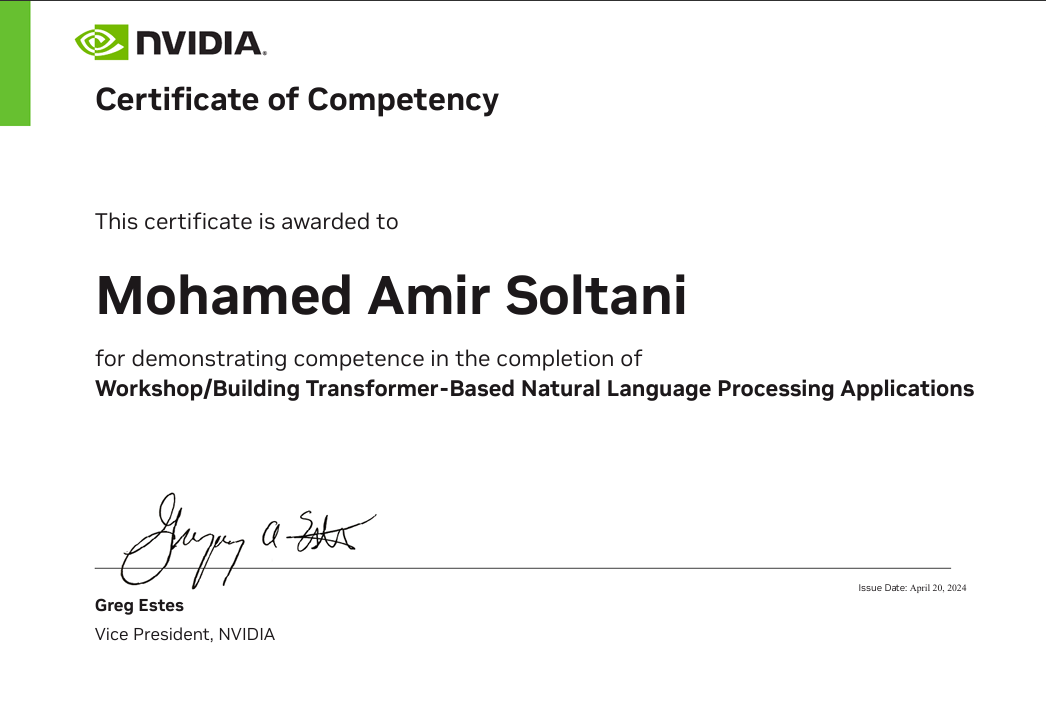 NVIDIA.
Certificate of Competency
This certificate is awarded to
Mohamed Amir Soltani
for demonstrating competence in the completion of
Workshop/Building Transformer-Based Natural Language Processing Applications
Gregory A Estes
Issue Date: April 20, 2024
Greg Estes
Vice President, NVIDIA